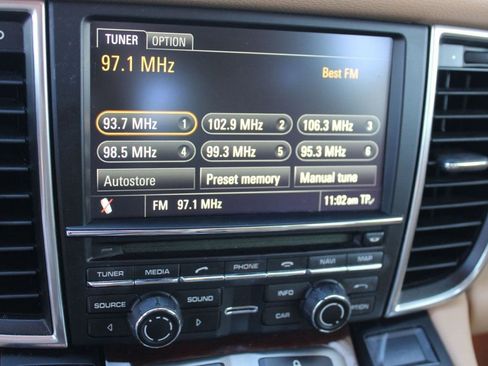 TUNER OPTION
97.1 MHz
Best FM
93.7 MHz 1 102.9 MHz 2 106.3 MHz 3
98.5 MHz 4 99.3 MHz 5 95.3 MHz 6
Autostore Preset memory Manual tune
FM 97.1 MHz 11:02am TP
TUNER MEDIA PHONE NAVI MAP
SOURCE SOUND INFO
CAR OPTION